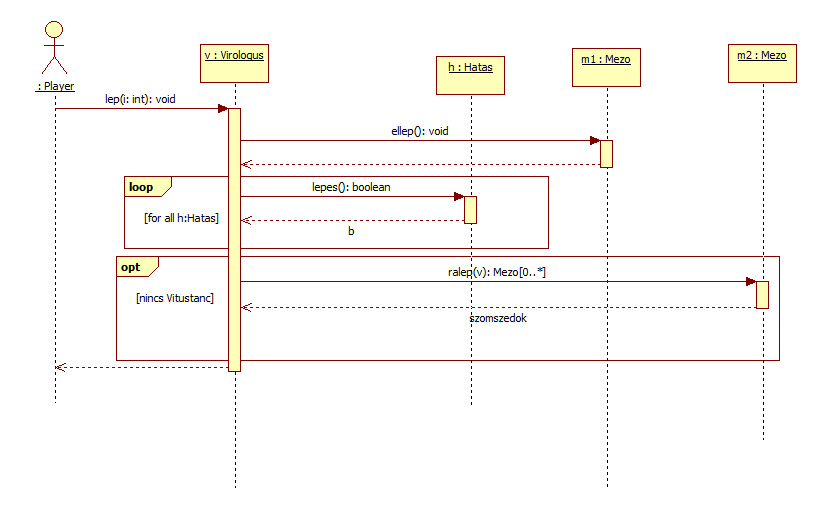 : Player
v : Virologus
h : Hatas
m1 : Mezo
m2 : Mezo
lep(i: int): void
ellep(): void
loop
lepes(): boolean
[for all h:Hatas]
b
opt
ralep(v): Mezo[0..*]
[nincs Vitustanc]
szomszedok